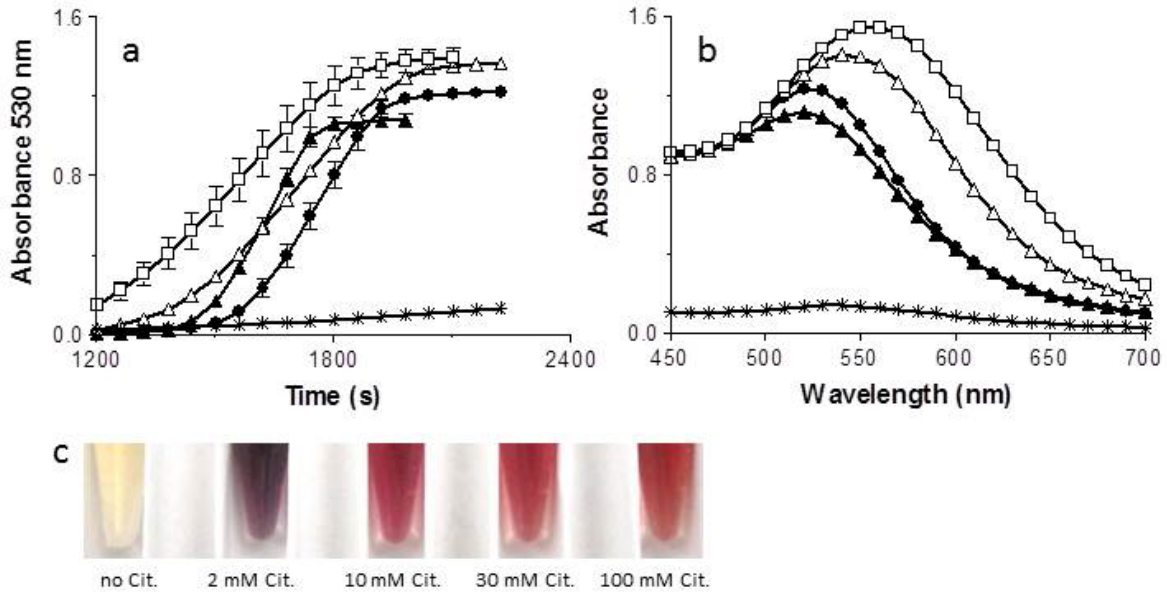 a
Absorbance 530 nm
1.6
0.8
0.0
1200
1800
2400
Time (s)
b
Absorbance
1.6
0.8
0.0
450
500
550
600
650
700
Wavelength (nm)
c
no Cit.
2 mM Cit.
10 mM Cit.
30 mM Cit.
100 mM Cit.